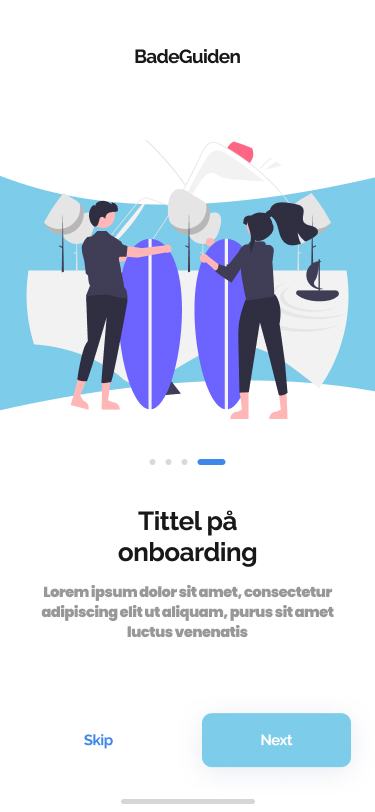 BadeGuiden
Tittel på
onboarding
Lorem ipsum dolor sit amet, consectetur
adipiscing elit ut aliquam, purus sit amet
luctus venenatis
Skip
Next